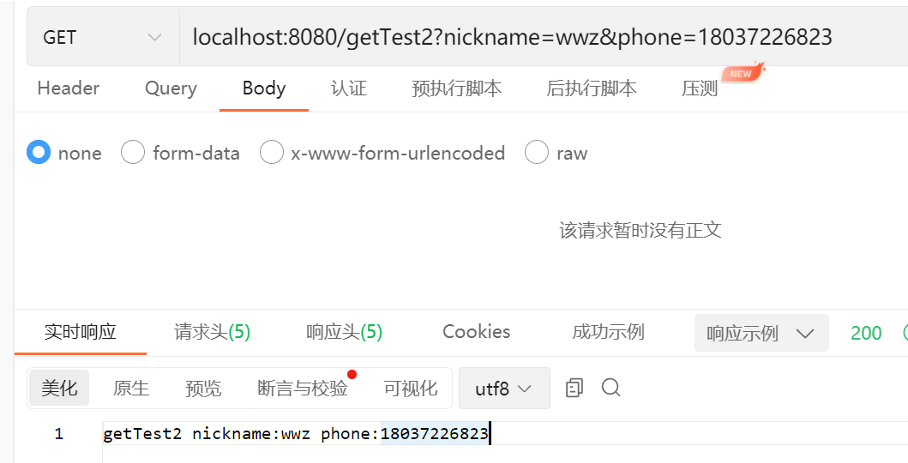 GET localhost:8080/getTest2?nickname=wwz&phone=18037226823
Header Query Body 认证 预执行脚本 后执行脚本 压测 NEW
none form-data x-www-form-urlencoded raw
该请求暂时没有正文
实时响应 请求头(5) 响应头(5) Cookies 成功示例 响应示例 200
美化 原生 预览 断言与校验 可视化 utf8
1 getTest2 nickname:wwz phone:18037226823